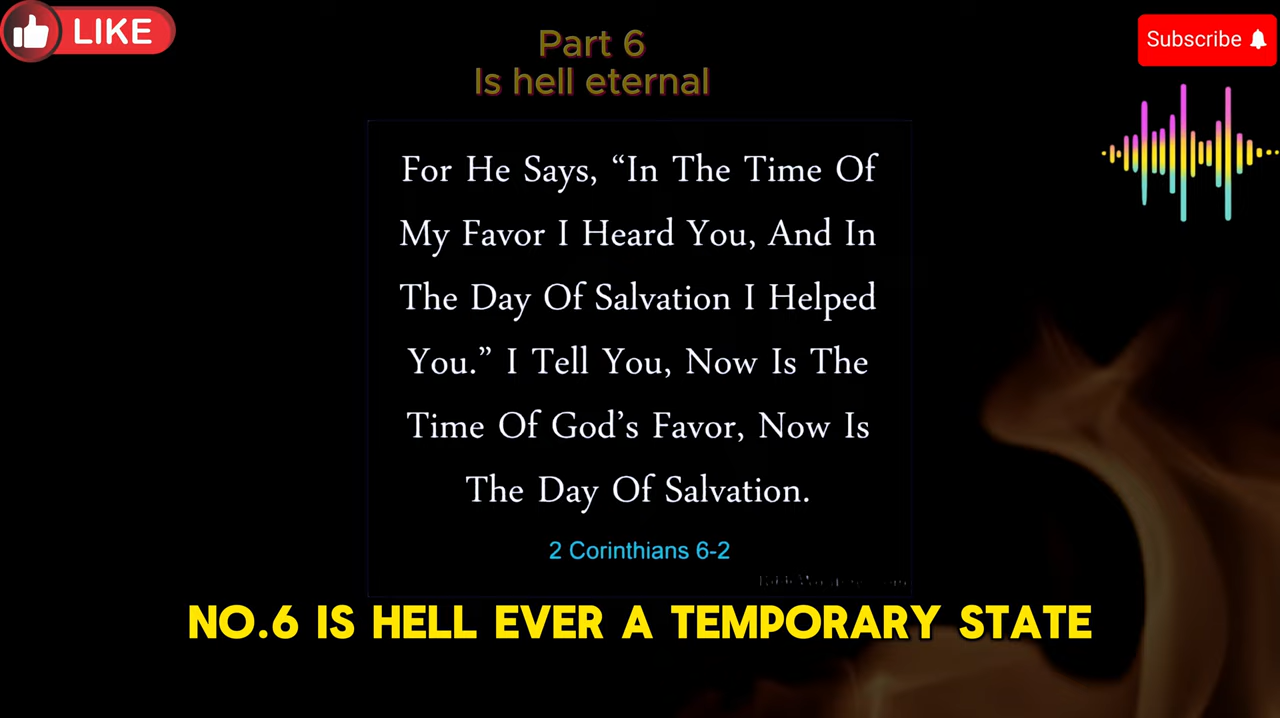 LIKE
Part 6
Is hell eternal
Subscribe
For He Says, “In The Time Of
My Favor I Heard You, And In
The Day Of Salvation I Helped
You.” I Tell You, Now Is The
Time Of God’s Favor, Now Is
The Day Of Salvation.
2 Corinthians 6-2
NO.6 IS HELL EVER A TEMPORARY STATE